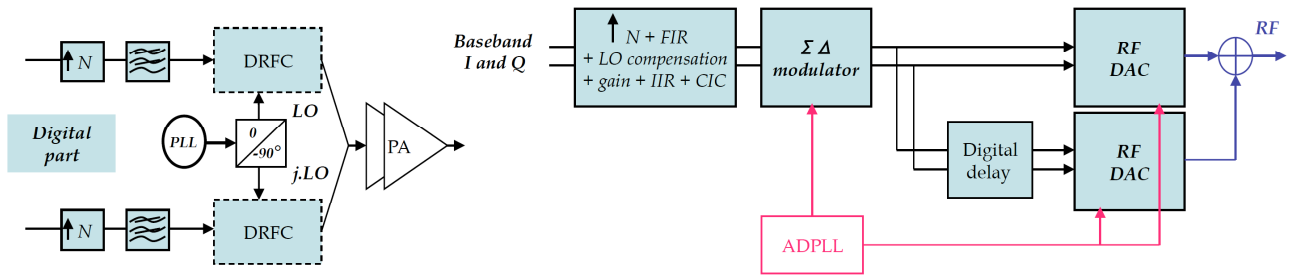 N
DRFC
LO
Digital
part
PLL
0
-90°
j.LO
PA
N
DRFC
Baseband
I and Q
N + FIR
+ LO compensation
+ gain + IIR + CIC
Σ Δ
modulator
RF
DAC
RF
Digital
delay
RF
DAC
ADPLL